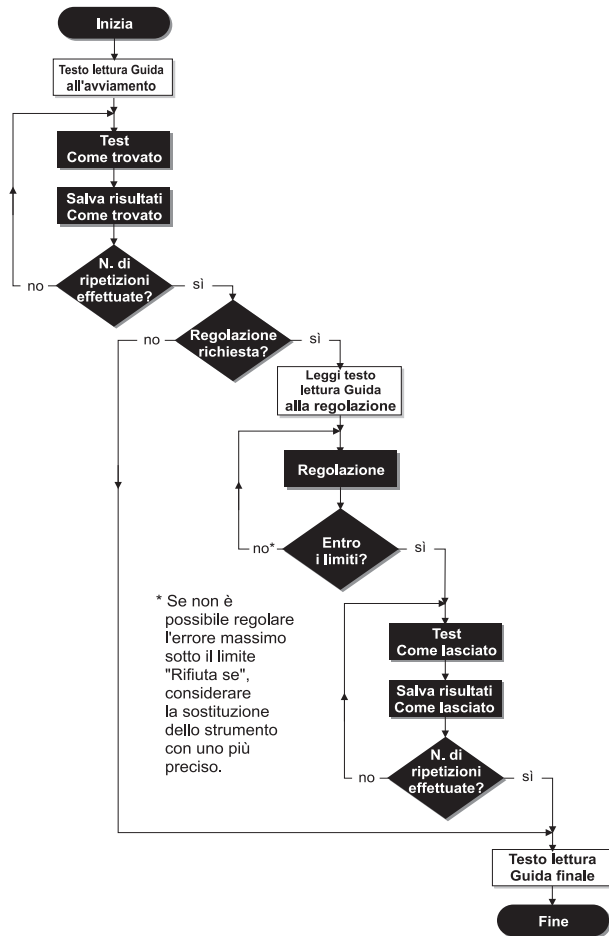 Inizia
Testo lettura Guida
all'avviamento
Test
Come trovato
Salva risultati
Come trovato
N. di
ripetizioni
effettuate?
no
sì
Regolazione
richiesta?
no
sì
Leggi testo
lettura Guida
alla regolazione
Regolazione
Entro
i limiti?
no*
sì
* Se non è
possibile regolare
l'errore massimo
sotto il limite
"Rifiuta se",
considerare
la sostituzione
dello strumento
con uno più
preciso.
Test
Come lasciato
Salva risultati
Come lasciato
N. di
ripetizioni
effettuate?
no
sì
Testo lettura
Guida finale
Fine